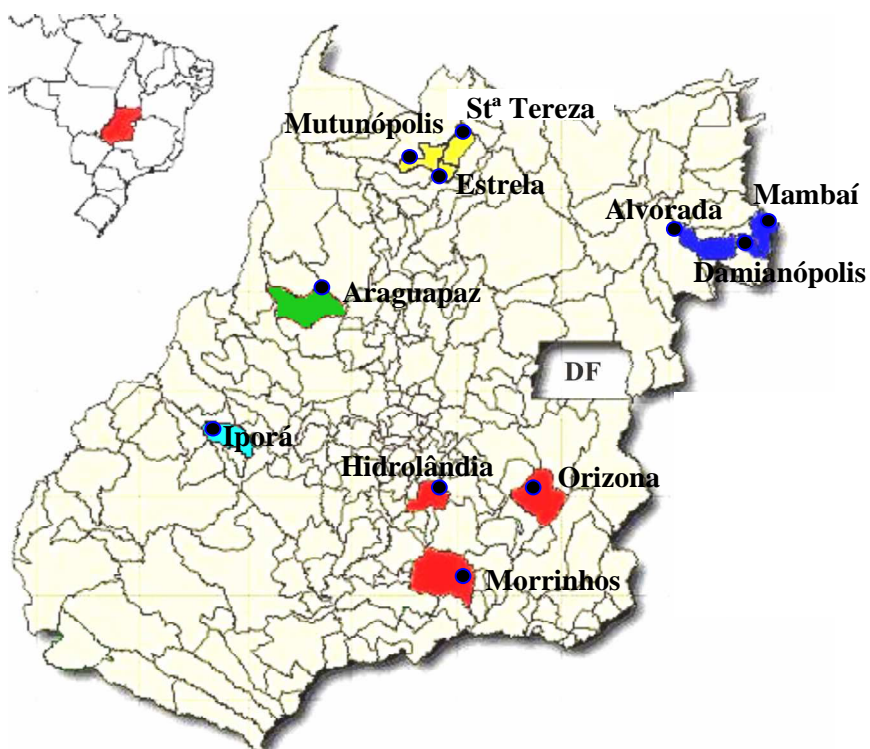 Stª Tereza
Mutunópolis
Estrela
Mambaí
Alvorada
Damianópolis
Araguapaz
DF
Iporá
Hidrolândia
Orizona
Morrinhos